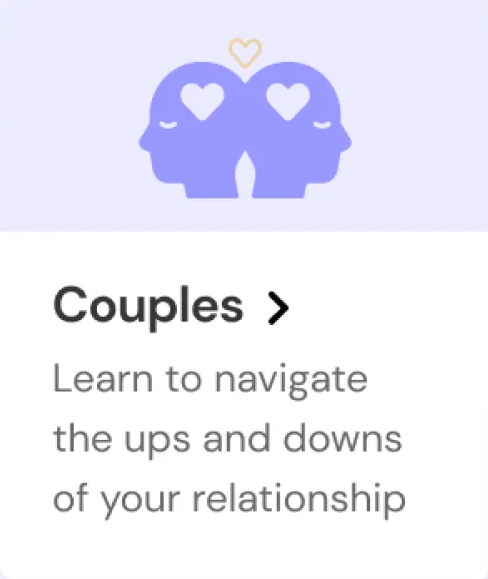 Couples >
Learn to navigate
the ups and downs
of your relationship